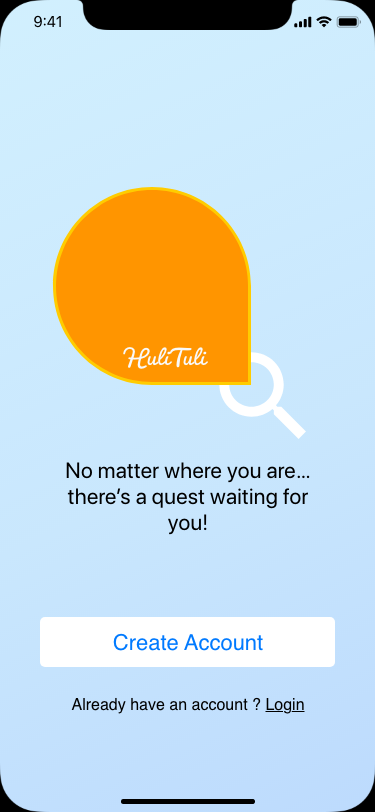 9:41
HuliTuli
No matter where you are...
there's a quest waiting for
you!
Create Account
Already have an account ? Login